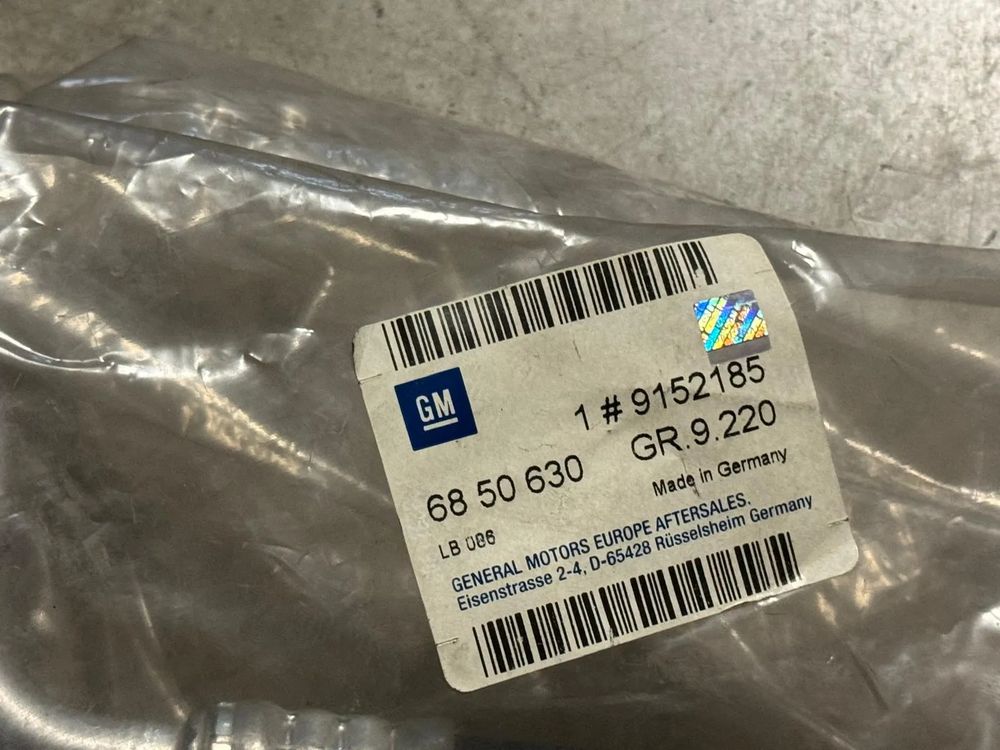 GM
1 # 9152185
68 50 630
GR.9.220
LB 086
Made in Germany
GENERAL MOTORS EUROPE AFTERSALES.
Eisenstrasse 2-4, D-65428 Rüsselsheim Germany